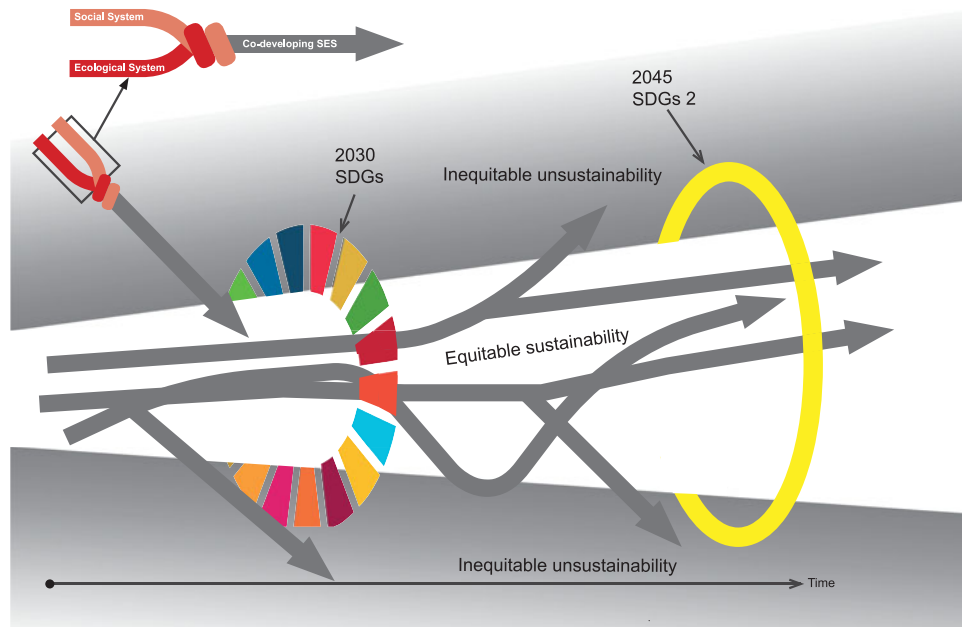 Social System
Co-developing SES
Ecological System
2045
SDGs 2
2030
SDGs
Inequitable unsustainability
Equitable sustainability
Inequitable unsustainability
Time